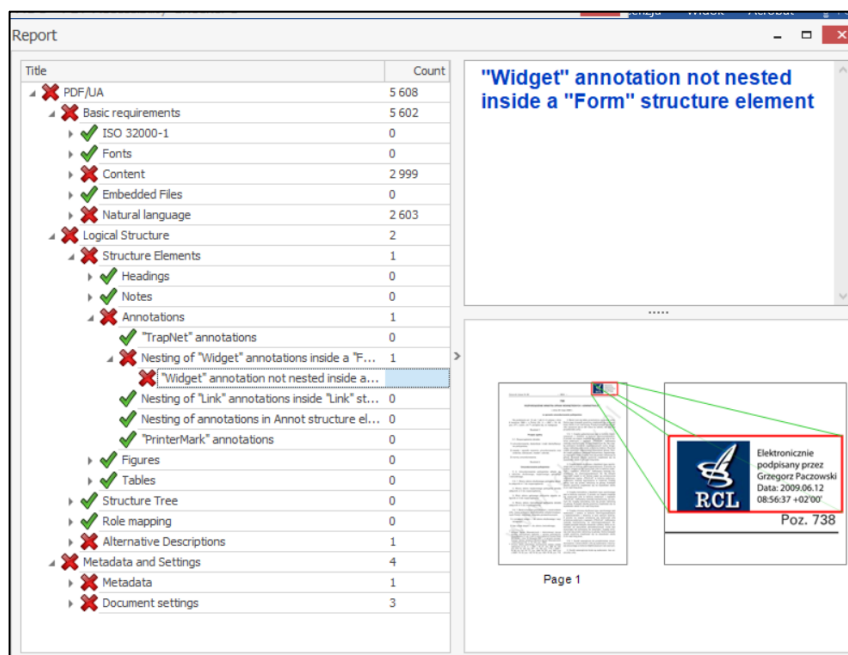 Report
Title Count
PDF/UA 5 608
Basic requirements 5 602
ISO 32000-1 0
Fonts 0
Content 2 999
Embedded Files 0
Natural language 2 603
Logical Structure 2
Structure Elements 1
Headings 0
Notes 0
Annotations 1
"TrapNet" annotations 0
Nesting of "Widget" annotations inside a "F... 1
"Widget" annotation not nested inside a...
Nesting of "Link" annotations inside "Link" st... 0
Nesting of annotations in Annot structure el... 0
"PrinterMark" annotations 0
Figures 0
Tables 0
Structure Tree 0
Role mapping 0
Alternative Descriptions 1
Metadata and Settings 4
Metadata 1
Document settings 3
"Widget" annotation not nested
inside a "Form" structure element
Page 1
RCL
Elektronicznie
podpisany przez
Grzegorz Paczowski
Data: 2009.06.12
08:56:37 +02'00'
Poz. 738